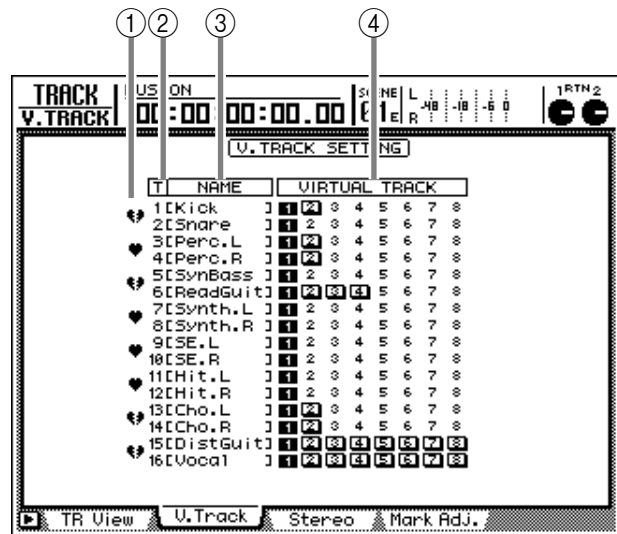 ① ② ③ ④
TRACK
V.TRACK
00:00:00:00.00
E
L -48 -18 -6 0
R
1 RTN 2
V.TRACK SETTING
T NAME VIRTUAL TRACK
1[Kick ] 1 2 3 4 5 6 7 8
2[Snare ] 1 2 3 4 5 6 7 8
3[Perc.L ] 1 2 3 4 5 6 7 8
4[Perc.R ] 1 2 3 4 5 6 7 8
5[SynBass ] 1 2 3 4 5 6 7 8
6[ReadGuit] 1 2 3 4 5 6 7 8
7[Synth.L ] 1 2 3 4 5 6 7 8
8[Synth.R ] 1 2 3 4 5 6 7 8
9[SE.L ] 1 2 3 4 5 6 7 8
10[SE.R ] 1 2 3 4 5 6 7 8
11[Hit.L ] 1 2 3 4 5 6 7 8
12[Hit.R ] 1 2 3 4 5 6 7 8
13[Cho.L ] 1 2 3 4 5 6 7 8
14[Cho.R ] 1 2 3 4 5 6 7 8
15[DistGuit] 1 2 3 4 5 6 7 8
16[Vocal ] 1 2 3 4 5 6 7 8
TR View V.Track Stereo Mark Adj.